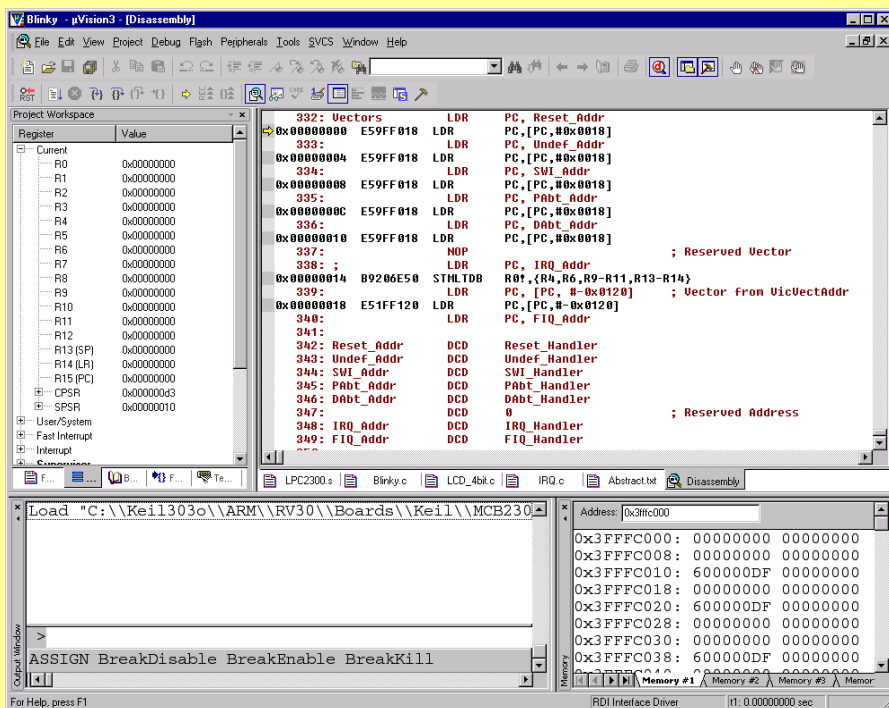 Blinky - µVision3 - [Disassembly]
File Edit View Project Debug Flash Peripherals Tools SVCS Window Help
RST
Project Workspace
Register Value
Current
R0 0x00000000
R1 0x00000000
R2 0x00000000
R3 0x00000000
R4 0x00000000
R5 0x00000000
R6 0x00000000
R7 0x00000000
R8 0x00000000
R9 0x00000000
R10 0x00000000
R11 0x00000000
R12 0x00000000
R13 (SP) 0x00000000
R14 (LR) 0x00000000
R15 (PC) 0x00000000
CPSR 0x000000d3
SPSR 0x00000010
User/System
Fast Interrupt
Interrupt
Supervisor
F... ... B... F... Te...
332: Vectors LDR PC, Reset_Addr
0x00000000 E59FF018 LDR PC,[PC,#0x0018]
333: LDR PC, Undef_Addr
0x00000004 E59FF018 LDR PC,[PC,#0x0018]
334: LDR PC, SWI_Addr
0x00000008 E59FF018 LDR PC,[PC,#0x0018]
335: LDR PC, PAbt_Addr
0x0000000C E59FF018 LDR PC,[PC,#0x0018]
336: LDR PC, DAbt_Addr
0x00000010 E59FF018 LDR PC,[PC,#0x0018]
337: NOP ; Reserved Vector
338: ; LDR PC, IRQ_Addr
0x00000014 B9206E50 STMLTDB R0!,{R4,R6,R9-R11,R13-R14}
339: LDR PC, [PC, #-0x0120] ; Vector from VicVectAddr
0x00000018 E51FF120 LDR PC,[PC,#-0x0120]
340: LDR PC, FIQ_Addr
341:
342: Reset_Addr DCD Reset_Handler
343: Undef_Addr DCD Undef_Handler
344: SWI_Addr DCD SWI_Handler
345: PAbt_Addr DCD PAbt_Handler
346: DAbt_Addr DCD DAbt_Handler
347: DCD 0 ; Reserved Address
348: IRQ_Addr DCD IRQ_Handler
349: FIQ_Addr DCD FIQ_Handler
LPC2300.s Blinky.c LCD_4bit.c IRQ.c Abstract.txt Disassembly
Load "C:\\Keil303o\\ARM\\RV30\\Boards\\Keil\\MCB230
>
ASSIGN BreakDisable BreakEnable BreakKill
Output Window
Address: 0x3fffc000
0x3FFFC000: 00000000 00000000
0x3FFFC008: 00000000 00000000
0x3FFFC010: 600000DF 00000000
0x3FFFC018: 00000000 00000000
0x3FFFC020: 600000DF 00000000
0x3FFFC028: 00000000 00000000
0x3FFFC030: 00000000 00000000
0x3FFFC038: 600000DF 00000000
Memory #1 Memory #2 Memory #3 Memor
Memory
For Help, press F1 RDI Interface Driver t1: 0.00000000 sec